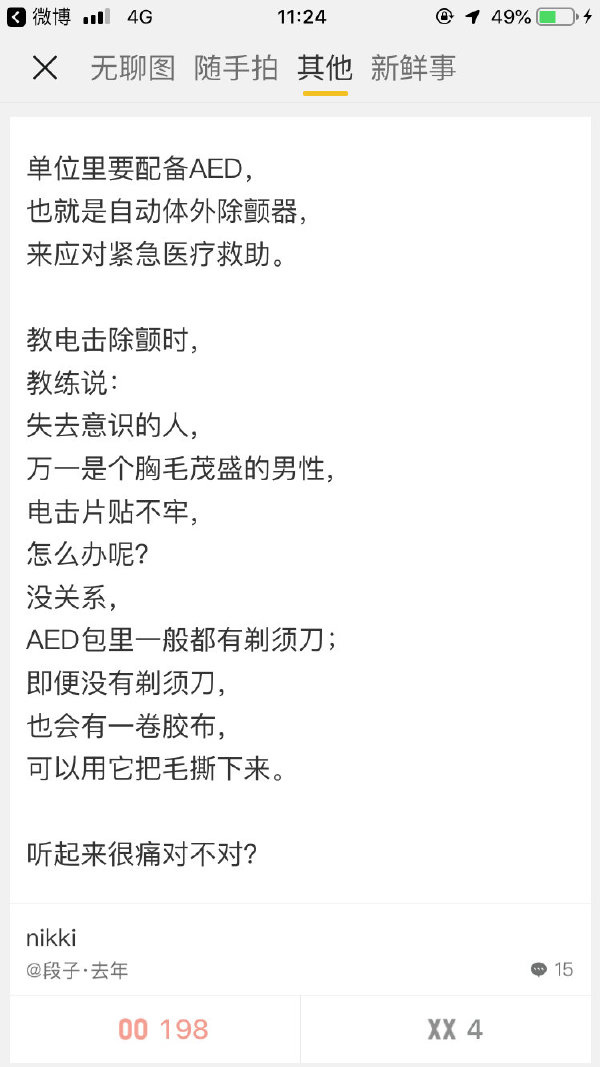 微博 4G 11:24 49%
无聊图 随手拍 其他 新鲜事
单位里要配备AED，
也就是自动体外除颤器，
来应对紧急医疗救助。
教电击除颤时，
教练说：
失去意识的人，
万一是个胸毛茂盛的男性，
电击片贴不牢，
怎么办呢？
没关系，
AED包里一般都有剃须刀；
即便没有剃须刀，
也会有一卷胶布，
可以用它把毛撕下来。
听起来很痛对不对？
nikki
@段子·去年 15
OO 198 XX 4